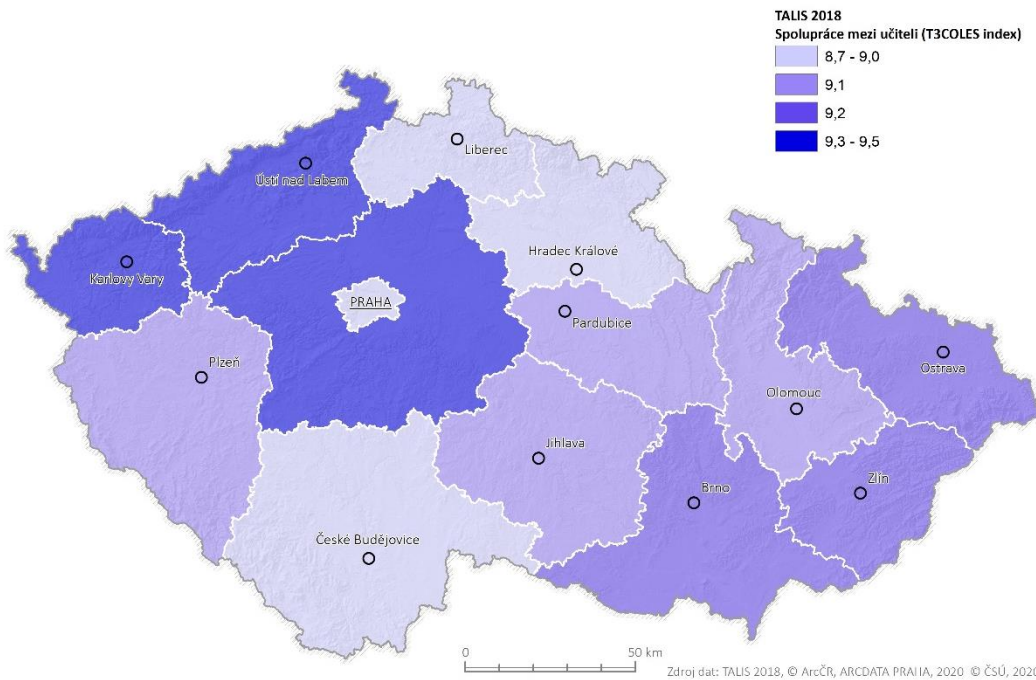 TALIS 2018
Spolupráce mezi učiteli (T3COLES index)
8,7 - 9,0
9,1
9,2
9,3 - 9,5
Liberec
Ústí nad Labem
Karlovy Vary
Hradec Králové
PRAHA
Pardubice
Plzeň
Ostrava
Olomouc
Jihlava
Brno
Zlín
České Budějovice
0 50 km
Zdroj dat: TALIS 2018, © ArcČR, ARCDATA PRAHA, 2020 © ČSÚ, 2020